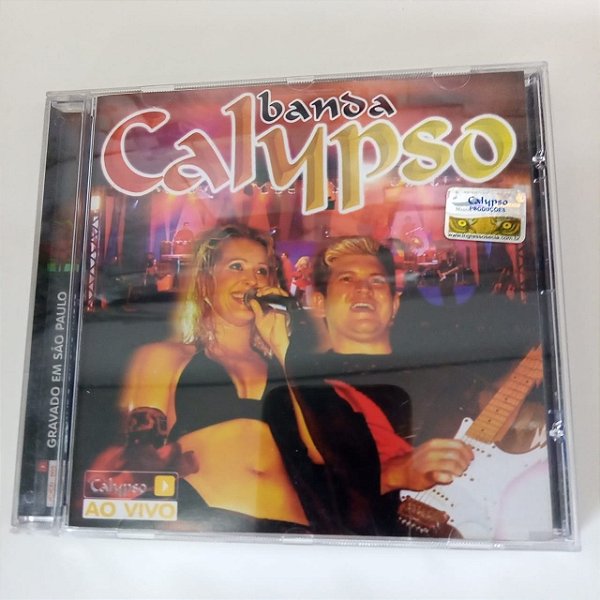 banda
Calypso
Calypso
PRODUÇÕES
GRAVADO EM SÃO PAULO
Calypso
AO VIVO